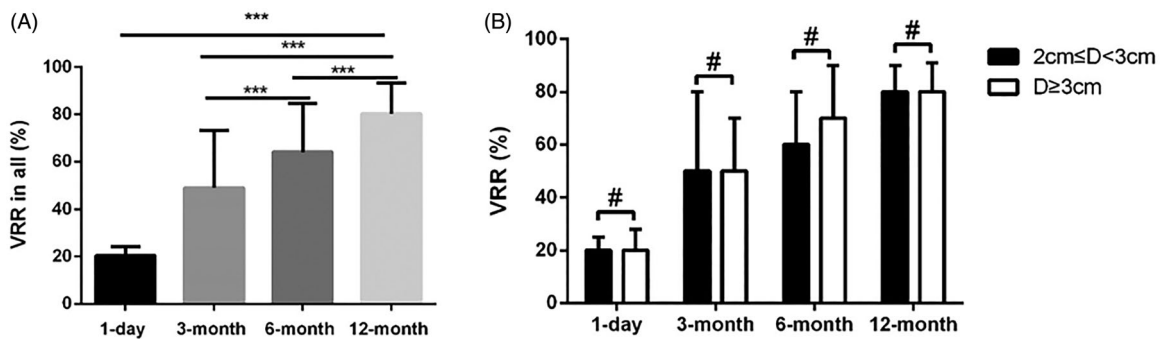 (A)
***
***
***
***
VRR in all (%)
100
80
60
40
20
0
1-day 3-month 6-month 12-month
(B)
#
#
#
#
VRR (%)
100
80
60
40
20
0
1-day 3-month 6-month 12-month
2cm≤D<3cm
D≥3cm